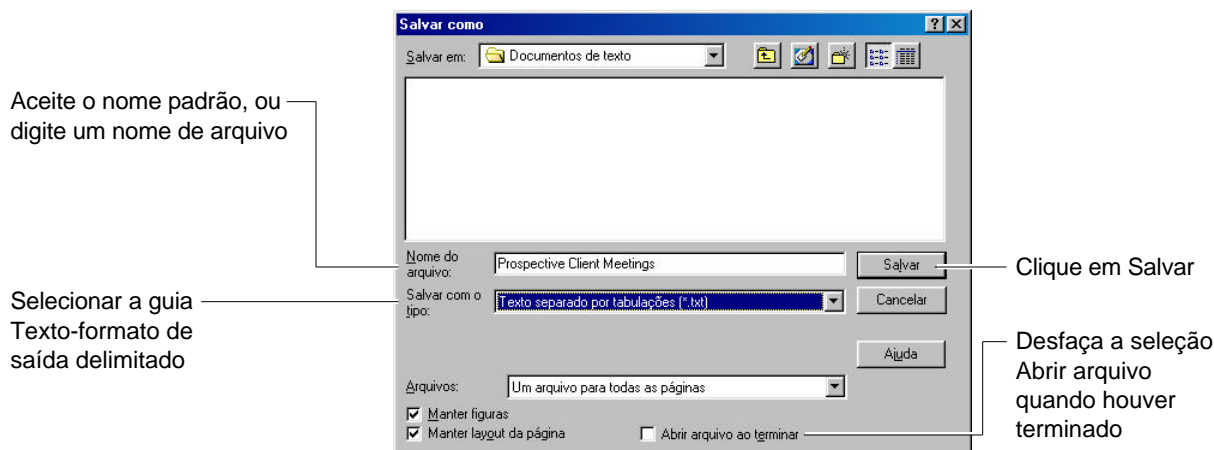 Salvar como
Salvar em:
Documentos de texto
Aceite o nome padrão, ou
digite um nome de arquivo
Nome do
arquivo:
Prospective Client Meetings
Salvar
Clique em Salvar
Selecionar a guia
Texto-formato de
saída delimitado
Salvar com o
tipo:
Texto separado por tabulações (*.txt)
Cancelar
Ajuda
Desfaça a seleção
Abrir arquivo
quando houver
terminado
Arquivos:
Um arquivo para todas as páginas
Manter figuras
Manter layout da página
Abrir arquivo ao terminar